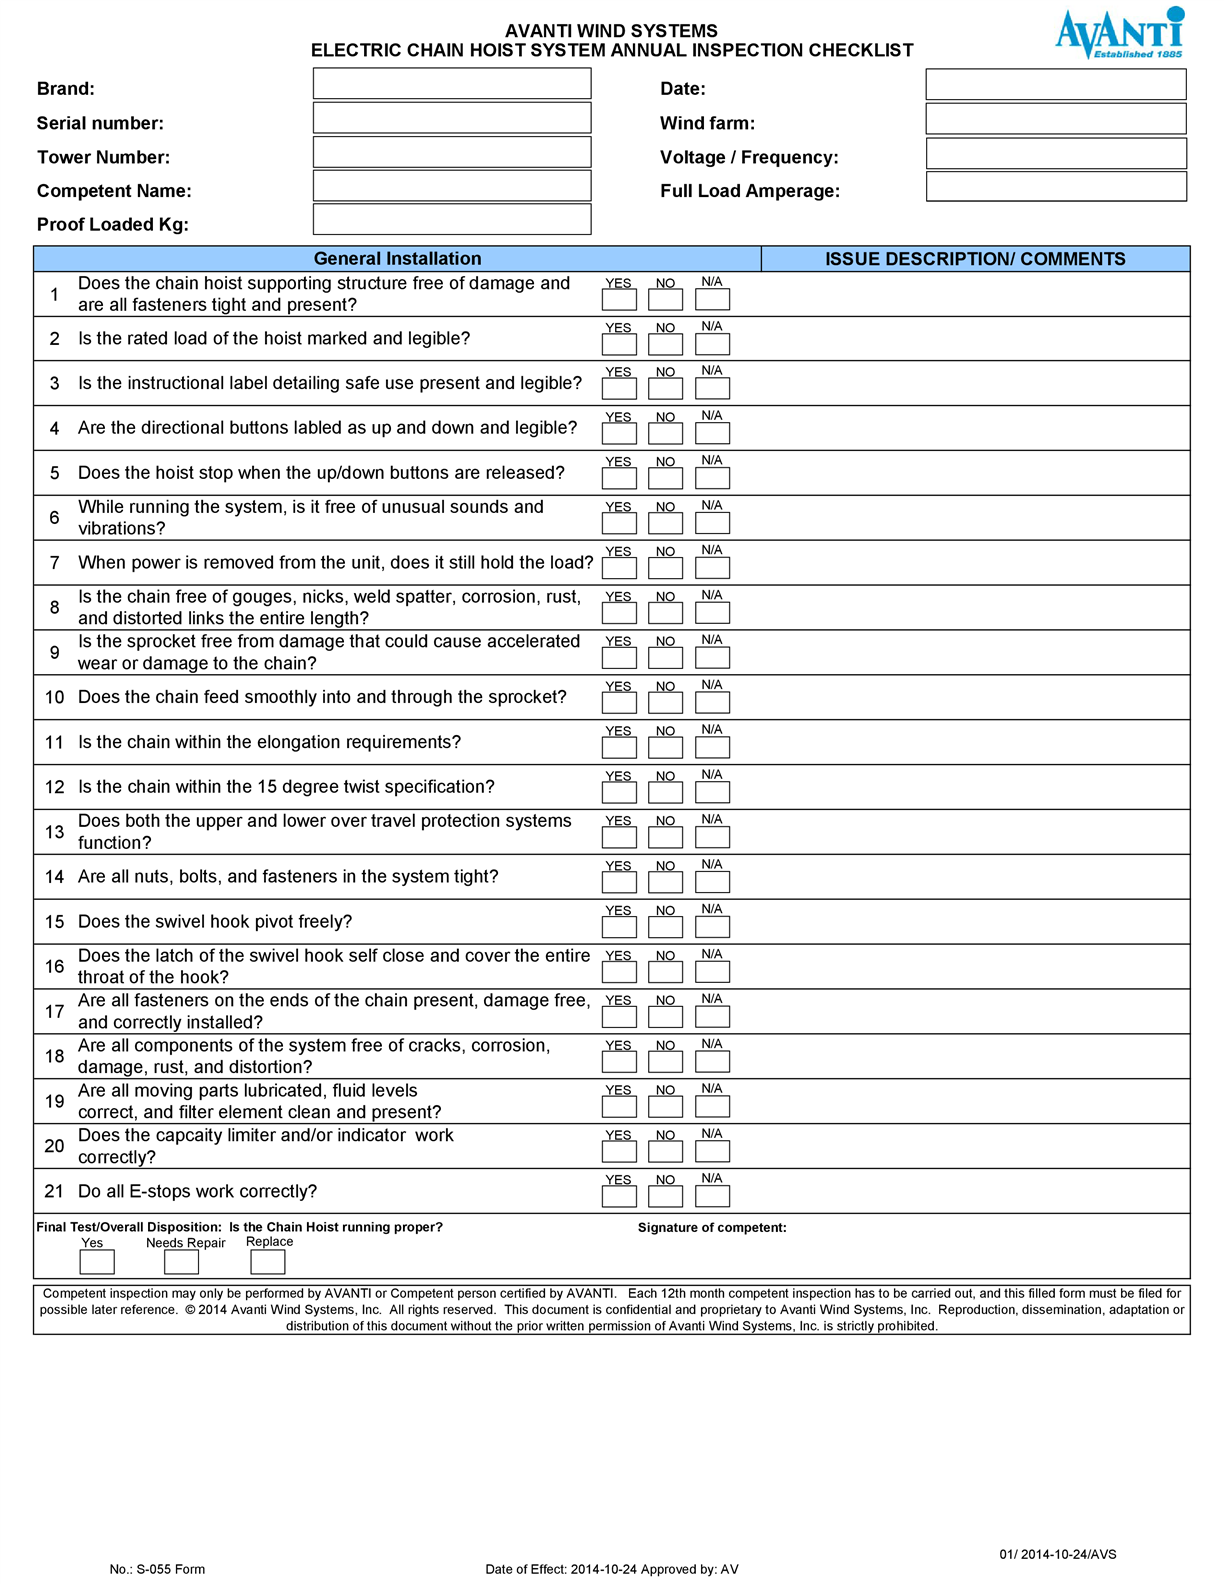 AVANTI WIND SYSTEMS
ELECTRIC CHAIN HOIST SYSTEM ANNUAL INSPECTION CHECKLIST
AVANTI
Established 1885
Brand:
Date:
Serial number:
Wind farm:
Tower Number:
Voltage / Frequency:
Competent Name:
Full Load Amperage:
Proof Loaded Kg:
General Installation ISSUE DESCRIPTION/ COMMENTS
1 Does the chain hoist supporting structure free of damage and
are all fasteners tight and present?
YES NO N/A
2 Is the rated load of the hoist marked and legible?
YES NO N/A
3 Is the instructional label detailing safe use present and legible?
YES NO N/A
4 Are the directional buttons labled as up and down and legible?
YES NO N/A
5 Does the hoist stop when the up/down buttons are released?
YES NO N/A
6 While running the system, is it free of unusual sounds and
vibrations?
YES NO N/A
7 When power is removed from the unit, does it still hold the load?
YES NO N/A
8 Is the chain free of gouges, nicks, weld spatter, corrosion, rust,
and distorted links the entire length?
YES NO N/A
9 Is the sprocket free from damage that could cause accelerated
wear or damage to the chain?
YES NO N/A
10 Does the chain feed smoothly into and through the sprocket?
YES NO N/A
11 Is the chain within the elongation requirements?
YES NO N/A
12 Is the chain within the 15 degree twist specification?
YES NO N/A
13 Does both the upper and lower over travel protection systems
function?
YES NO N/A
14 Are all nuts, bolts, and fasteners in the system tight?
YES NO N/A
15 Does the swivel hook pivot freely?
YES NO N/A
16 Does the latch of the swivel hook self close and cover the entire
throat of the hook?
YES NO N/A
17 Are all fasteners on the ends of the chain present, damage free,
and correctly installed?
YES NO N/A
18 Are all components of the system free of cracks, corrosion,
damage, rust, and distortion?
YES NO N/A
19 Are all moving parts lubricated, fluid levels
correct, and filter element clean and present?
YES NO N/A
20 Does the capcaity limiter and/or indicator work
correctly?
YES NO N/A
21 Do all E-stops work correctly?
YES NO N/A
Final Test/Overall Disposition: Is the Chain Hoist running proper?
Signature of competent:
Yes Needs Repair Replace
Competent inspection may only be performed by AVANTI or Competent person certified by AVANTI. Each 12th month competent inspection has to be carried out, and this filled form must be filed for
possible later reference. © 2014 Avanti Wind Systems, Inc. All rights reserved. This document is confidential and proprietary to Avanti Wind Systems, Inc. Reproduction, dissemination, adaptation or
distribution of this document without the prior written permission of Avanti Wind Systems, Inc. is strictly prohibited.
01/ 2014-10-24/AVS
No.: S-055 Form
Date of Effect: 2014-10-24 Approved by: AV